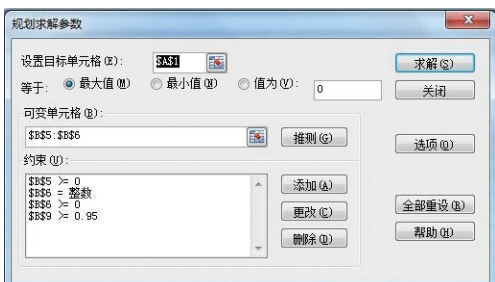 规划求解参数
设置目标单元格(E): $A$1 求解(S)
等于: 最大值(M) 最小值(N) 值为(V): 0 关闭
可变单元格(B):
$B$5:$B$6 推测(G) 选项(O)
约束(U):
$B$5 >= 0 添加(A)
$B$6 = 整数
$B$6 >= 0 更改(C) 全部重设(R)
$B$9 >= 0.95
删除(D) 帮助(H)